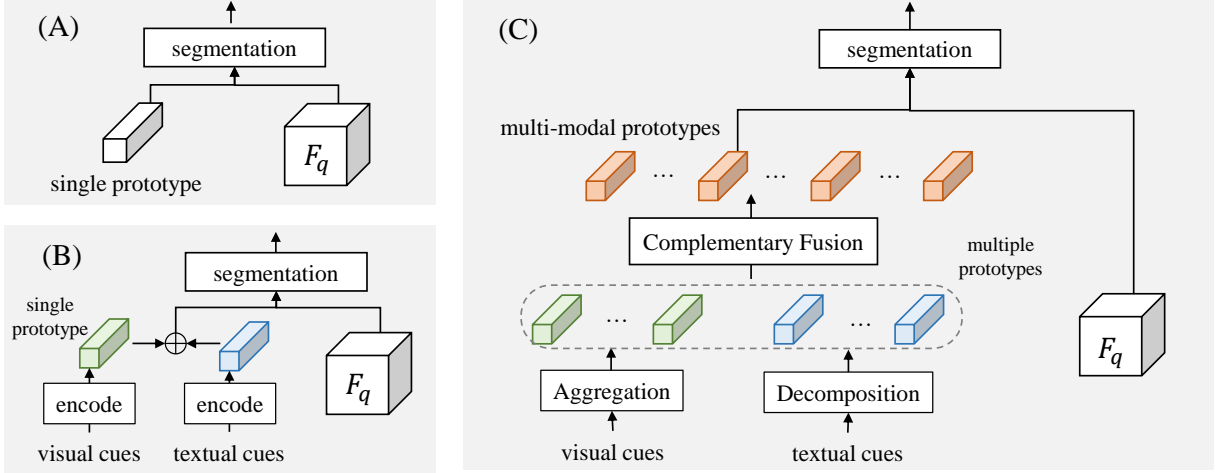 (A)
segmentation
F_q
single prototype
(B)
segmentation
single
prototype
F_q
encode
encode
visual cues
textual cues
(C)
segmentation
multi-modal prototypes
... ... ...
Complementary Fusion
multiple
prototypes
... ...
F_q
Aggregation
Decomposition
visual cues
textual cues